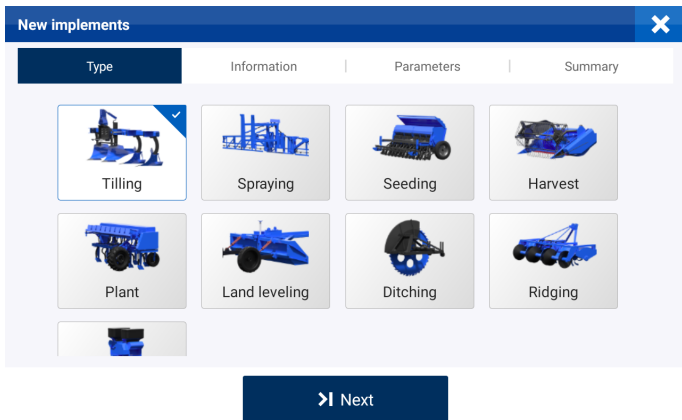 New implements
Type Information Parameters Summary
Tilling Spraying Seeding Harvest
Plant Land leveling Ditching Ridging
Next